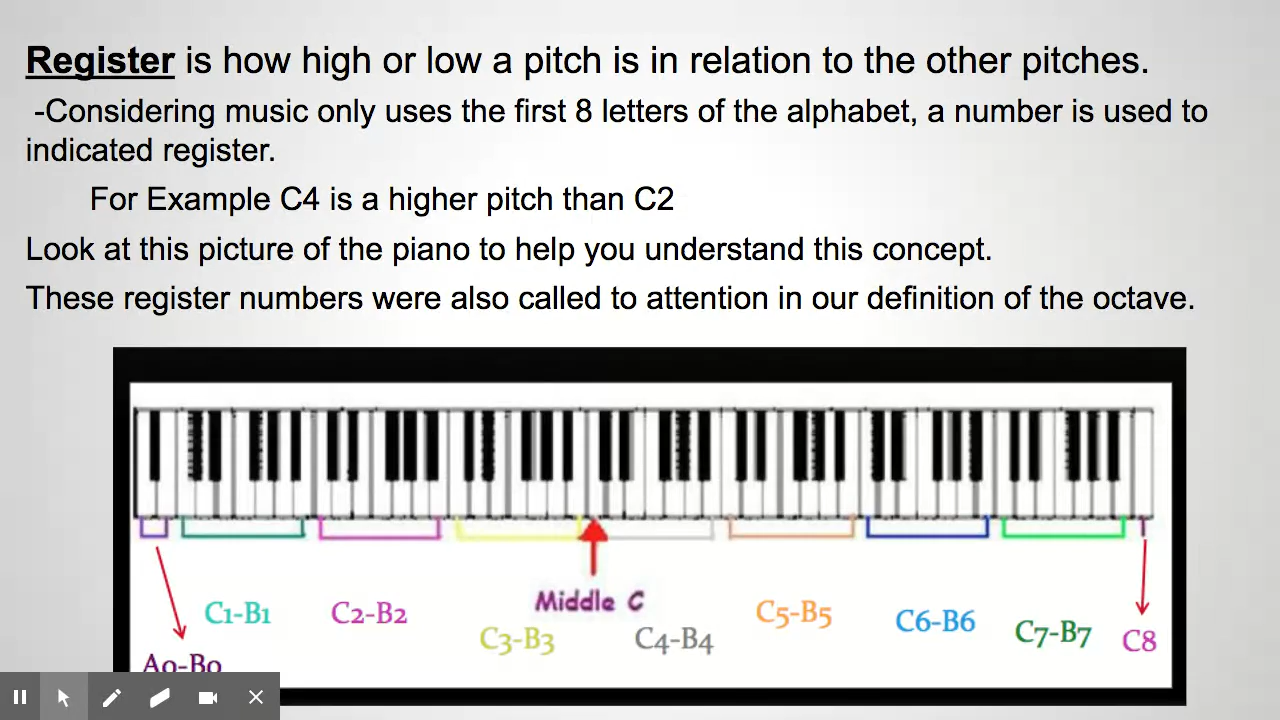 Register is how high or low a pitch is in relation to the other pitches.
-Considering music only uses the first 8 letters of the alphabet, a number is used to
indicated register.
For Example C4 is a higher pitch than C2
Look at this picture of the piano to help you understand this concept.
These register numbers were also called to attention in our definition of the octave.
Middle C
C1-B1
C2-B2
C3-B3
C4-B4
C5-B5
C6-B6
C7-B7
C8
A0-B0